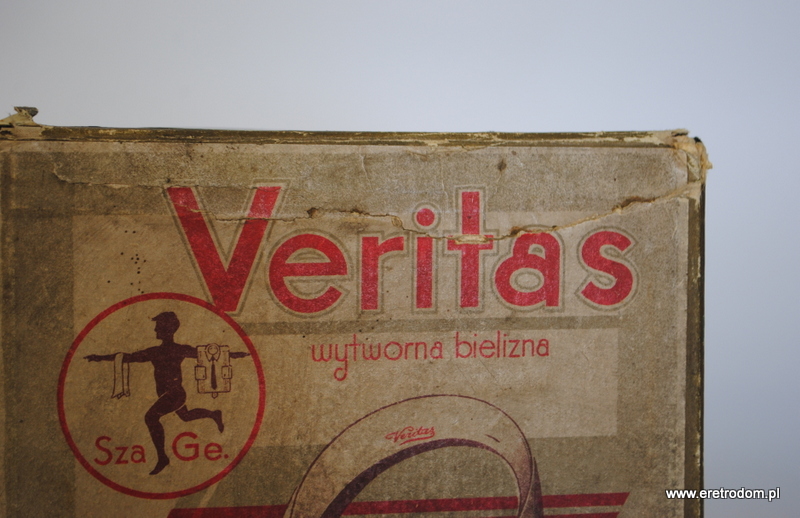 Veritas
wytworna bielizna
Veritas
Sza Ge.
www.eretrodom.pl